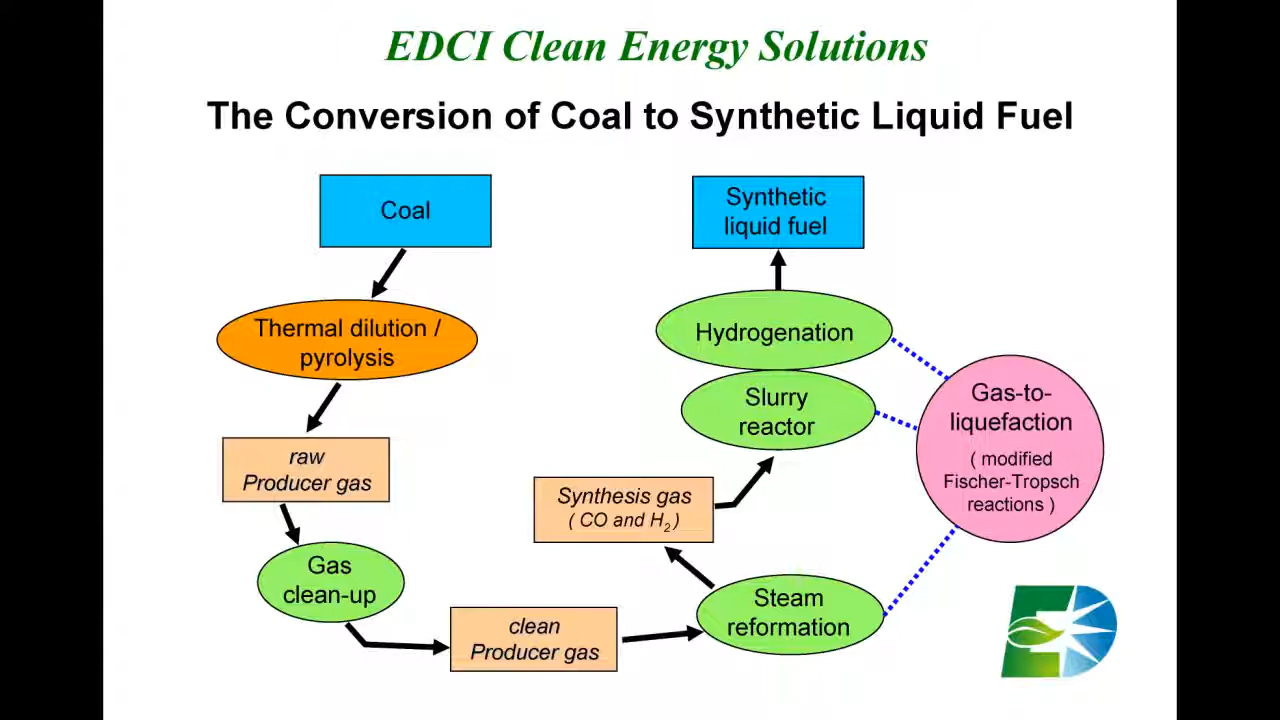 EDCI Clean Energy Solutions
The Conversion of Coal to Synthetic Liquid Fuel
Coal
Thermal dilution /
pyrolysis
raw
Producer gas
Gas
clean-up
clean
Producer gas
Steam
reformation
Synthesis gas
( CO and H₂)
Slurry
reactor
Hydrogenation
Synthetic
liquid fuel
Gas-to-
liquefaction
( modified
Fischer-Tropsch
reactions )